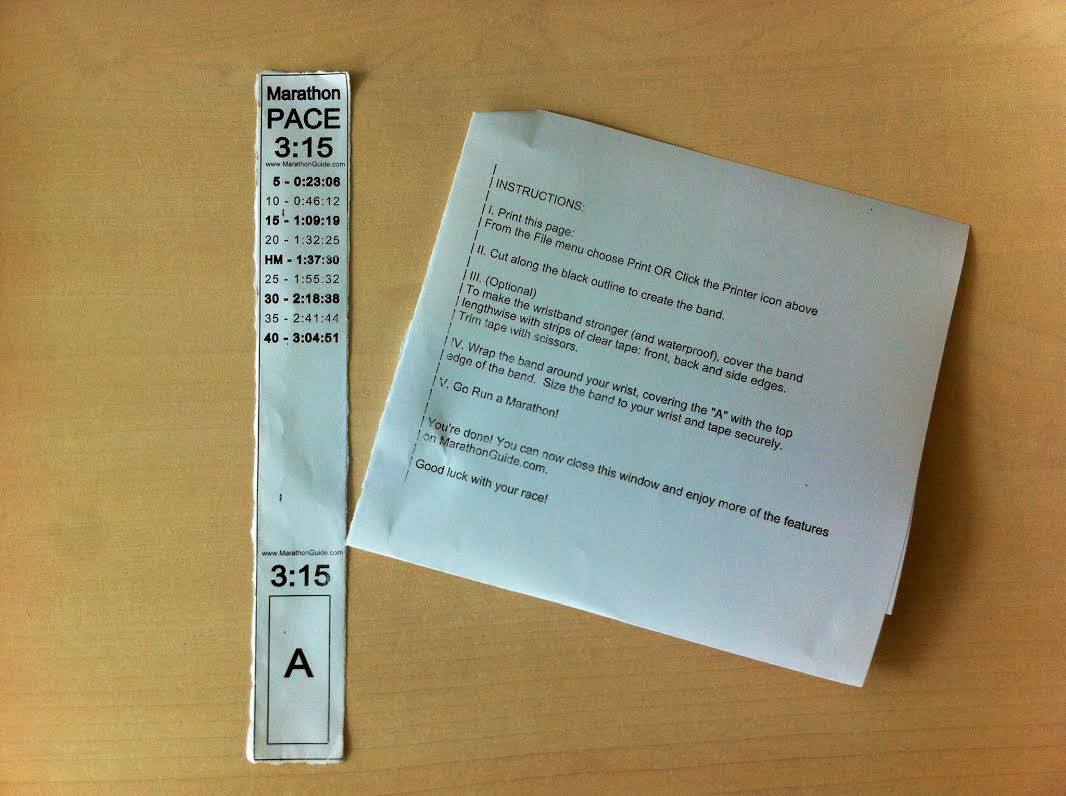 Marathon
PACE
3:15
www.MarathonGuide.com
5 - 0:23:06
10 - 0:46:12
15 - 1:09:19
20 - 1:32:25
HM - 1:37:30
25 - 1:55:32
30 - 2:18:38
35 - 2:41:44
40 - 3:04:51
www.MarathonGuide.com
3:15
A
INSTRUCTIONS:
I. Print this page:
From the File menu choose Print OR Click the Printer icon above
II. Cut along the black outline to create the band.
III. (Optional)
To make the wristband stronger (and waterproof), cover the band
lengthwise with strips of clear tape: front, back and side edges.
Trim tape with scissors.
IV. Wrap the band around your wrist, covering the "A" with the top
edge of the band. Size the band to your wrist and tape securely.
V. Go Run a Marathon!
You're done! You can now close this window and enjoy more of the features
on MarathonGuide.com.
Good luck with your race!